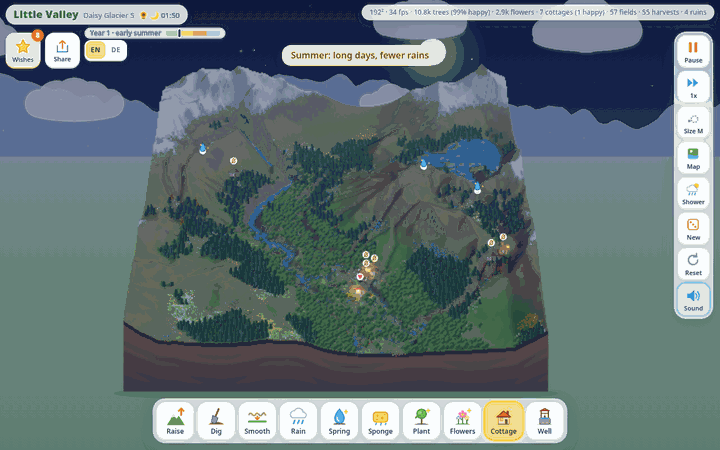 Little Valley Daisy Glacier 5 01:50
192² · 34 fps · 10.8k trees (99% happy) · 2.9k flowers · 7 cottages (1 happy) · 57 fields · 55 harvests · 4 ruins
Year 1 · early summer
Wishes
Share
EN DE
Summer: long days, fewer rains
Pause
1x
Size M
Map
Shower
New
Reset
Sound
Raise Dig Smooth Rain Spring Sponge Plant Flowers Cottage Well